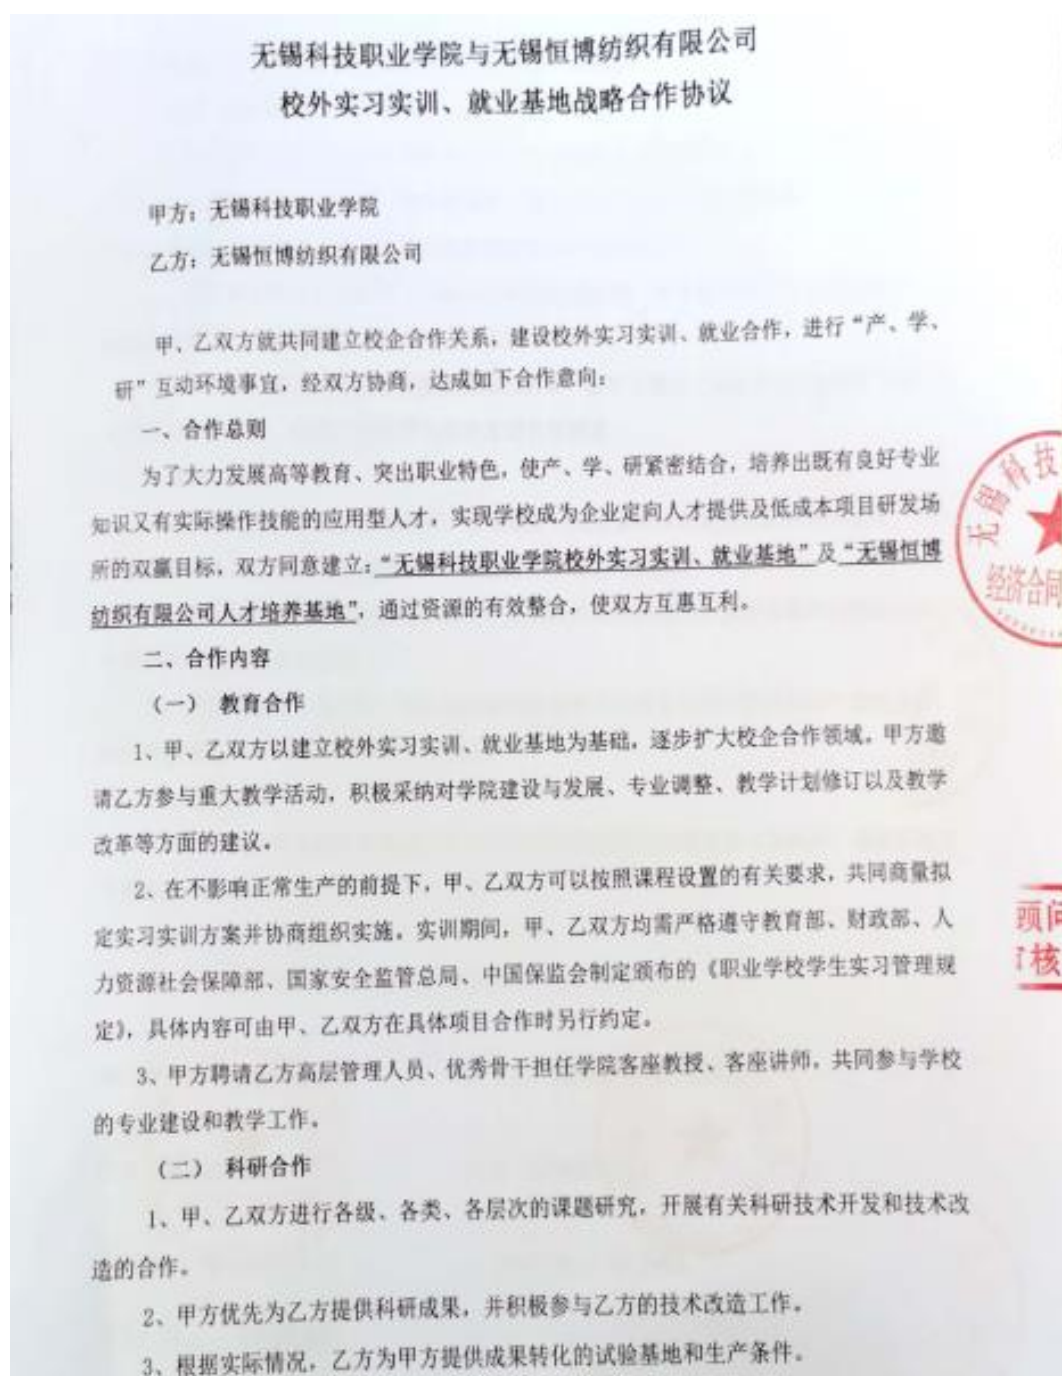 无锡科技职业学院与无锡恒博纺织有限公司
校外实习实训、就业基地战略合作协议
甲方：无锡科技职业学院
乙方：无锡恒博纺织有限公司
甲、乙双方就共同建立校企合作关系，建设校外实习实训、就业合作，进行“产、学、
研”互动环境事宜，经双方协商，达成如下合作意向：
一、合作总则
为了大力发展高等教育、突出职业特色，使产、学、研紧密结合，培养出既有良好专业
知识又有实际操作技能的应用型人才，实现学校成为企业定向人才提供及低成本项目研发场
所的双赢目标，双方同意建立：“无锡科技职业学院校外实习实训、就业基地”及“无锡恒博
纺织有限公司人才培养基地”，通过资源的有效整合，使双方互惠互利。
二、合作内容
（一） 教育合作
1、甲、乙双方以建立校外实习实训、就业基地为基础，逐步扩大校企合作领域。甲方邀
请乙方参与重大教学活动，积极采纳对学院建设与发展、专业调整、教学计划修订以及教学
改革等方面的建议。
2、在不影响正常生产的前提下，甲、乙双方可以按照课程设置的有关要求，共同商量拟
定实习实训方案并协商组织实施。实训期间，甲、乙双方均需严格遵守教育部、财政部、人
力资源社会保障部、国家安全监管总局、中国保监会制定颁布的《职业学校学生实习管理规
定》，具体内容可由甲、乙双方在具体项目合作时另行约定。
3、甲方聘请乙方高层管理人员、优秀骨干担任学院客座教授、客座讲师，共同参与学校
的专业建设和教学工作。
（二） 科研合作
1、甲、乙双方进行各级、各类、各层次的课题研究，开展有关科研技术开发和技术改
造的合作。
2、甲方优先为乙方提供科研成果，并积极参与乙方的技术改造工作。
3、根据实际情况，乙方为甲方提供成果转化的试验基地和生产条件。
无锡科技
经济合同
顾问
核